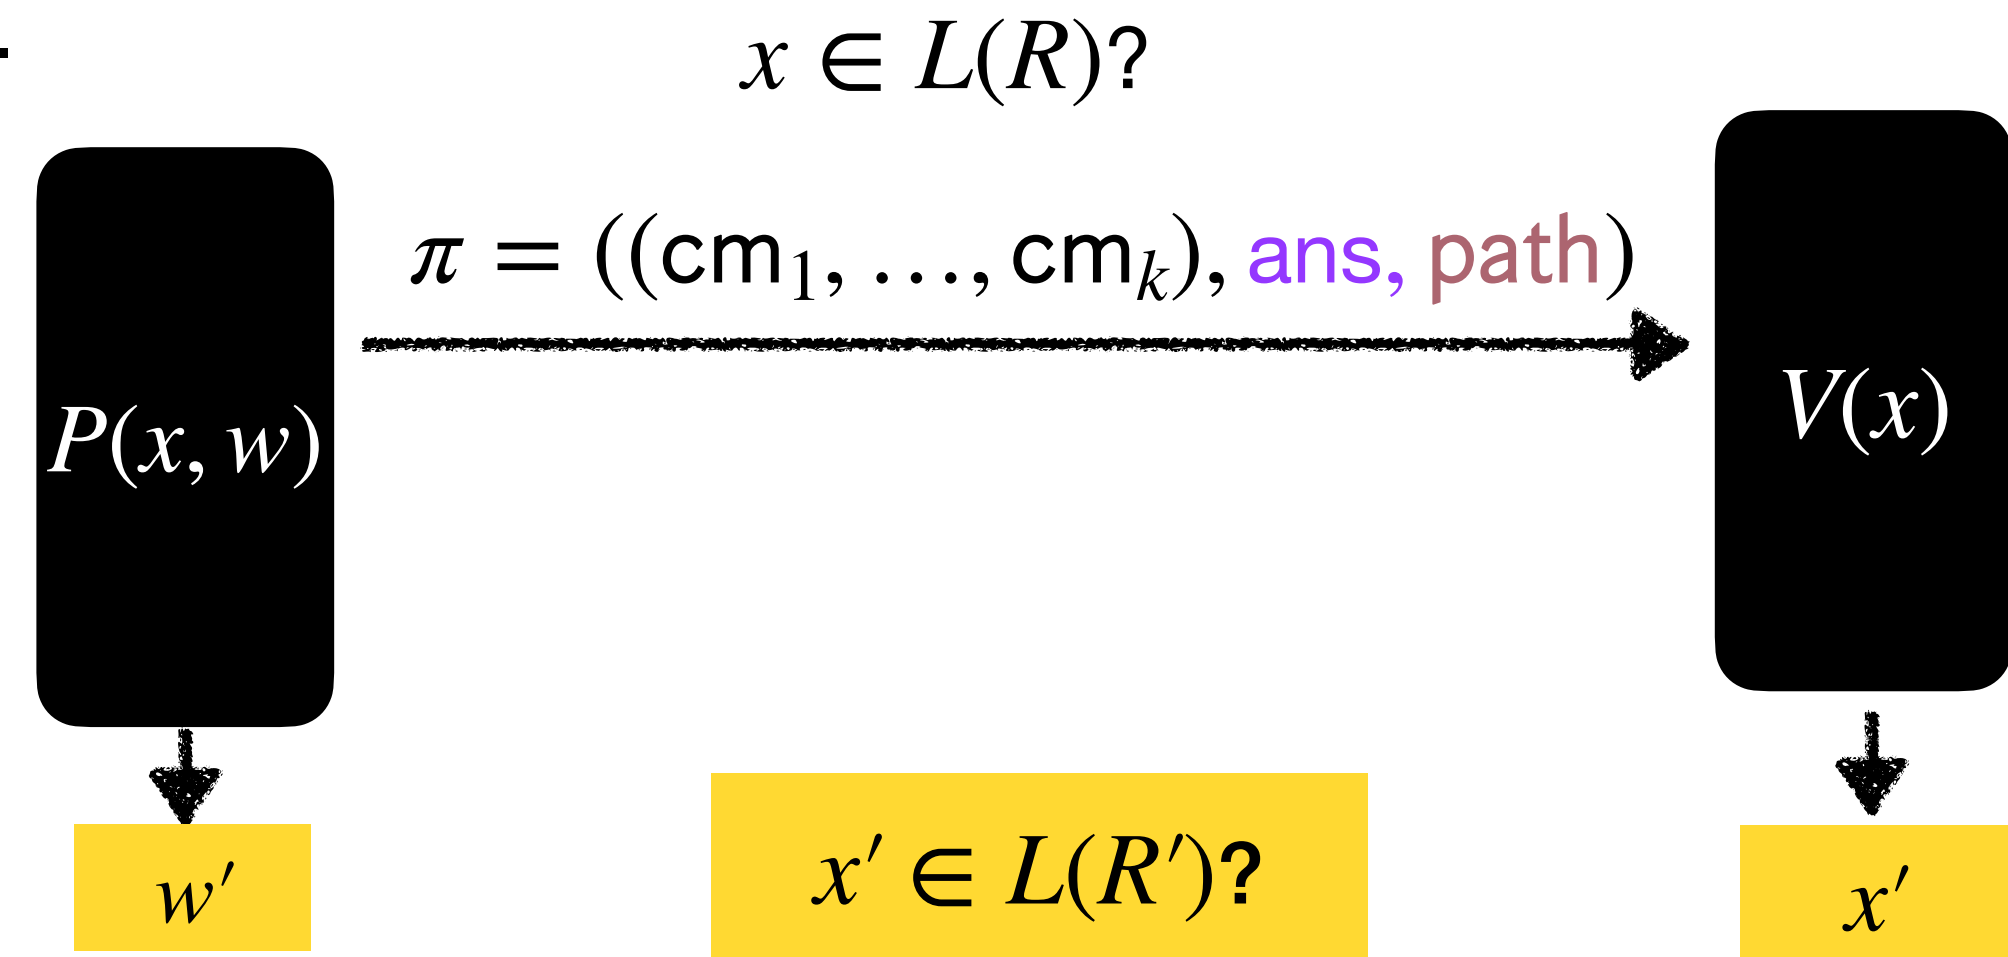 x ∈ L(R)?
π = ((cm₁, …, cmₖ), ans, path)
P(x, w)
V(x)
w′
x′ ∈ L(R′)?
x′